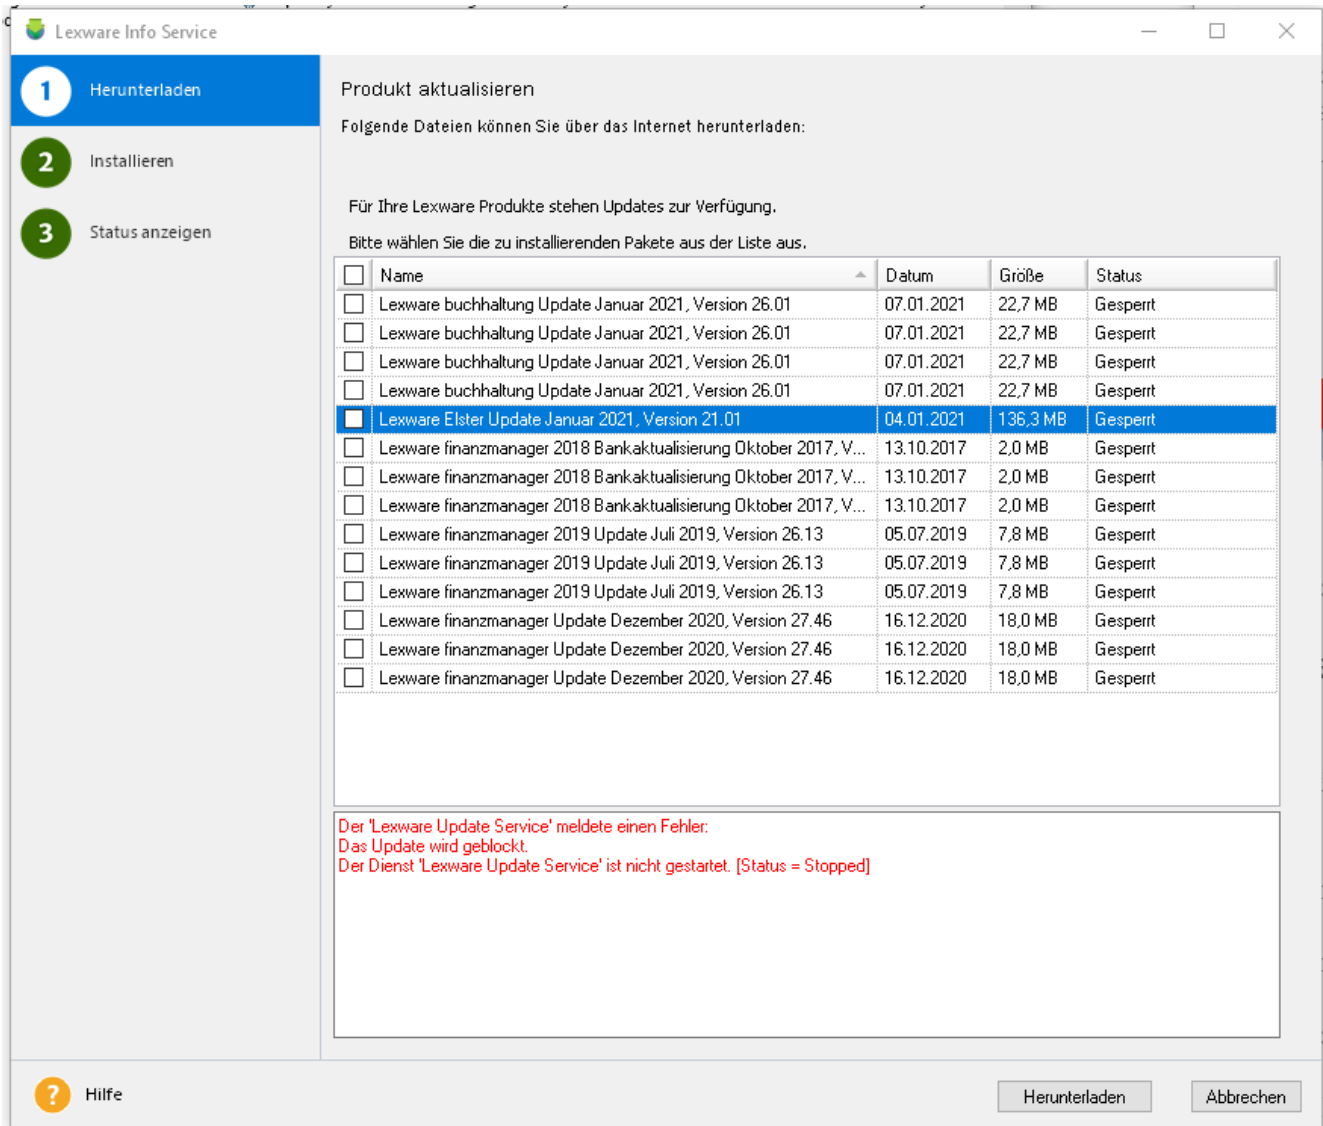 Lexware Info Service
1 Herunterladen
2 Installieren
3 Status anzeigen
Produkt aktualisieren
Folgende Dateien können Sie über das Internet herunterladen:
Für Ihre Lexware Produkte stehen Updates zur Verfügung.
Bitte wählen Sie die zu installierenden Pakete aus der Liste aus.
Name Datum Größe Status
Lexware buchhaltung Update Januar 2021, Version 26.01 07.01.2021 22,7 MB Gesperrt
Lexware buchhaltung Update Januar 2021, Version 26.01 07.01.2021 22,7 MB Gesperrt
Lexware buchhaltung Update Januar 2021, Version 26.01 07.01.2021 22,7 MB Gesperrt
Lexware buchhaltung Update Januar 2021, Version 26.01 07.01.2021 22,7 MB Gesperrt
Lexware Elster Update Januar 2021, Version 21.01 04.01.2021 136,3 MB Gesperrt
Lexware finanzmanager 2018 Bankaktualisierung Oktober 2017, V... 13.10.2017 2,0 MB Gesperrt
Lexware finanzmanager 2018 Bankaktualisierung Oktober 2017, V... 13.10.2017 2,0 MB Gesperrt
Lexware finanzmanager 2018 Bankaktualisierung Oktober 2017, V... 13.10.2017 2,0 MB Gesperrt
Lexware finanzmanager 2019 Update Juli 2019, Version 26.13 05.07.2019 7,8 MB Gesperrt
Lexware finanzmanager 2019 Update Juli 2019, Version 26.13 05.07.2019 7,8 MB Gesperrt
Lexware finanzmanager 2019 Update Juli 2019, Version 26.13 05.07.2019 7,8 MB Gesperrt
Lexware finanzmanager Update Dezember 2020, Version 27.46 16.12.2020 18,0 MB Gesperrt
Lexware finanzmanager Update Dezember 2020, Version 27.46 16.12.2020 18,0 MB Gesperrt
Lexware finanzmanager Update Dezember 2020, Version 27.46 16.12.2020 18,0 MB Gesperrt
Der 'Lexware Update Service' meldete einen Fehler:
Das Update wird geblockt.
Der Dienst 'Lexware Update Service' ist nicht gestartet. [Status = Stopped]
? Hilfe
Herunterladen Abbrechen